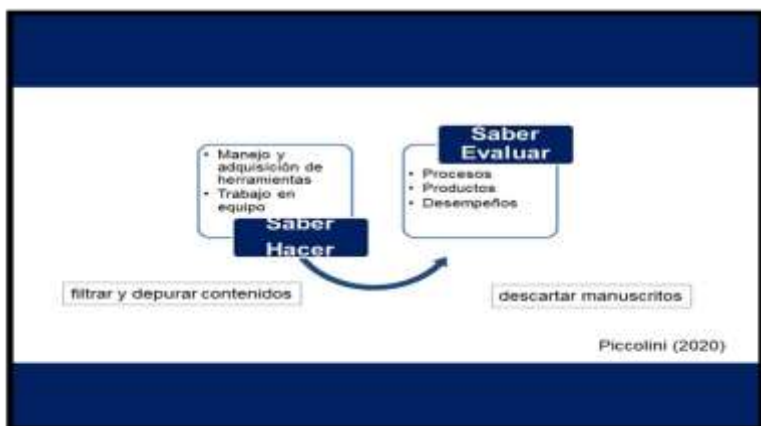 • Manejo y
adquisición de
herramientas
• Trabajo en
equipo
Saber
Hacer
Saber
Evaluar
• Procesos
• Productos
• Desempeños
filtrar y depurar contenidos
descartar manuscritos
Piccolini (2020)